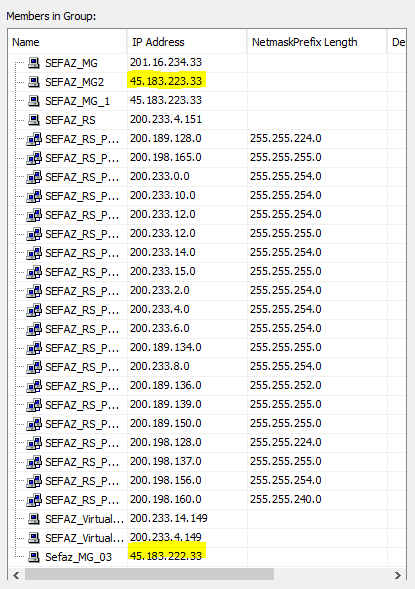 Members in Group:
Name IP Address NetmaskPrefix Length De
SEFAZ_MG 201.16.234.33
SEFAZ_MG2 45.183.223.33
SEFAZ_MG_1 45.183.223.33
SEFAZ_RS 200.233.4.151
SEFAZ_RS_P... 200.189.128.0 255.255.224.0
SEFAZ_RS_P... 200.198.165.0 255.255.255.0
SEFAZ_RS_P... 200.233.0.0 255.255.254.0
SEFAZ_RS_P... 200.233.10.0 255.255.254.0
SEFAZ_RS_P... 200.233.12.0 255.255.254.0
SEFAZ_RS_P... 200.233.12.0 255.255.255.0
SEFAZ_RS_P... 200.233.14.0 255.255.254.0
SEFAZ_RS_P... 200.233.15.0 255.255.255.0
SEFAZ_RS_P... 200.233.2.0 255.255.254.0
SEFAZ_RS_P... 200.233.4.0 255.255.254.0
SEFAZ_RS_P... 200.233.6.0 255.255.254.0
SEFAZ_RS_P... 200.189.134.0 255.255.255.0
SEFAZ_RS_P... 200.233.8.0 255.255.254.0
SEFAZ_RS_P... 200.189.136.0 255.255.252.0
SEFAZ_RS_P... 200.189.139.0 255.255.255.0
SEFAZ_RS_P... 200.189.150.0 255.255.255.0
SEFAZ_RS_P... 200.198.128.0 255.255.224.0
SEFAZ_RS_P... 200.198.137.0 255.255.255.0
SEFAZ_RS_P... 200.198.156.0 255.255.254.0
SEFAZ_RS_P... 200.198.160.0 255.255.240.0
SEFAZ_Virtual... 200.233.14.149
SEFAZ_Virtual... 200.233.4.149
Sefaz_MG_03 45.183.222.33